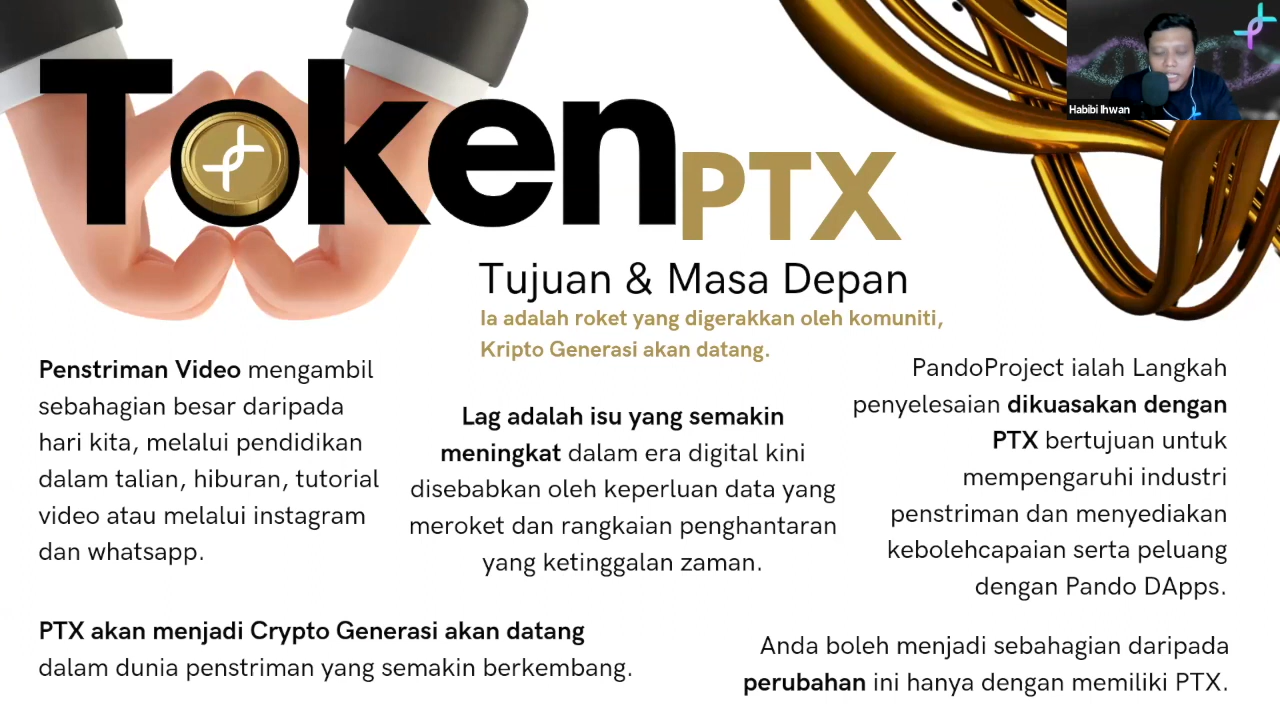 Token PTX
Habibi Ihwan
Tujuan & Masa Depan
Ia adalah roket yang digerakkan oleh komuniti,
Kripto Generasi akan datang.
Penstriman Video mengambil
sebahagian besar daripada
hari kita, melalui pendidikan
dalam talian, hiburan, tutorial
video atau melalui instagram
dan whatsapp.
Lag adalah isu yang semakin
meningkat dalam era digital kini
disebabkan oleh keperluan data yang
meroket dan rangkaian penghantaran
yang ketinggalan zaman.
PandoProject ialah Langkah
penyelesaian dikuasakan dengan
PTX bertujuan untuk
mempengaruhi industri
penstriman dan menyediakan
kebolehcapaian serta peluang
dengan Pando DApps.
PTX akan menjadi Crypto Generasi akan datang
dalam dunia penstriman yang semakin berkembang.
Anda boleh menjadi sebahagian daripada
perubahan ini hanya dengan memiliki PTX.